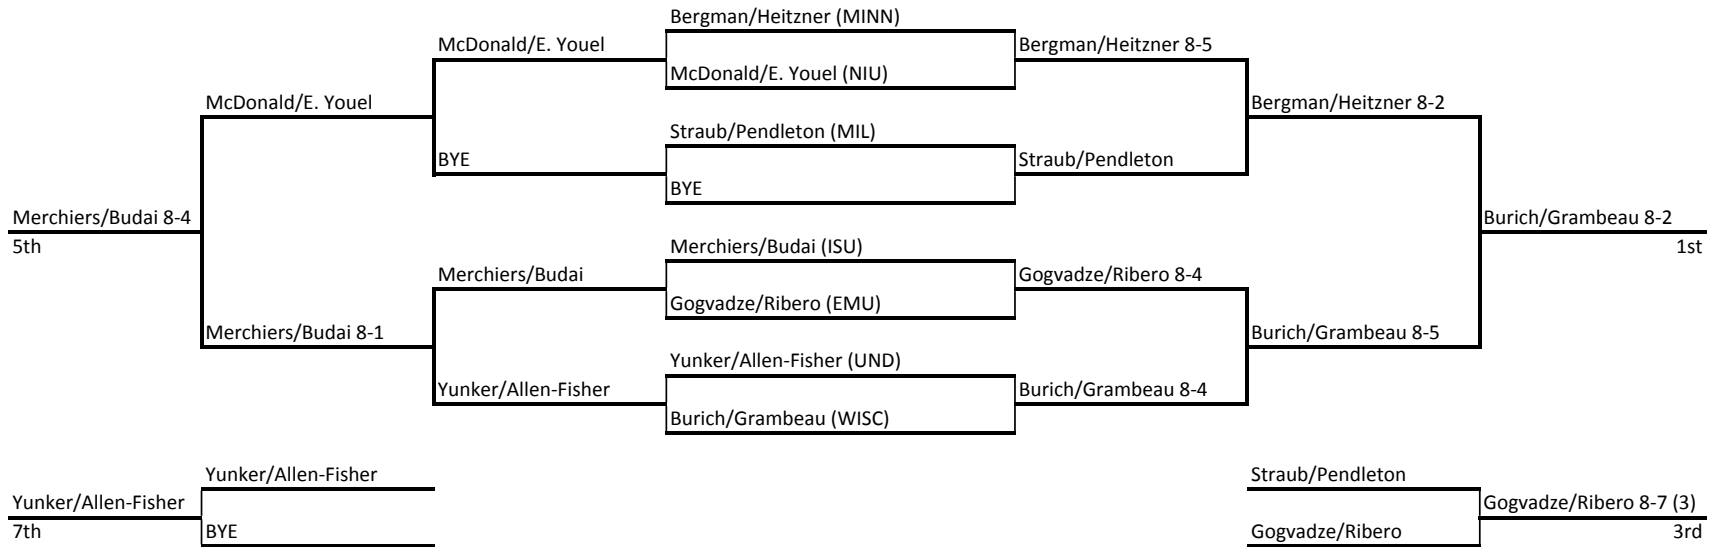 Bergman/Heitzner (MINN)
McDonald/E. Youel
Bergman/Heitzner 8-5
McDonald/E. Youel (NIU)
McDonald/E. Youel
Bergman/Heitzner 8-2
Straub/Pendleton (MIL)
BYE
Straub/Pendleton
BYE
Merchiers/Budai 8-4
Burich/Grambeau 8-2
5th
Merchiers/Budai (ISU)
1st
Merchiers/Budai
Gogvadze/Ribero 8-4
Gogvadze/Ribero (EMU)
Merchiers/Budai 8-1
Burich/Grambeau 8-5
Yunker/Allen-Fisher (UND)
Yunker/Allen-Fisher
Burich/Grambeau 8-4
Burich/Grambeau (WISC)
Yunker/Allen-Fisher
Straub/Pendleton
Yunker/Allen-Fisher
Gogvadze/Ribero 8-7 (3)
7th
BYE
Gogvadze/Ribero
3rd